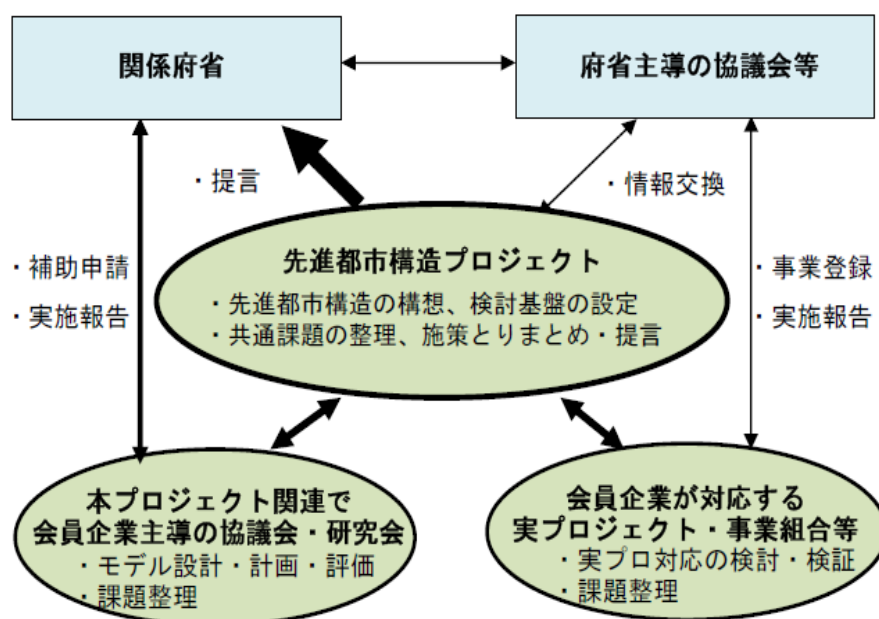 関係府省
府省主導の協議会等
・提言
・情報交換
・補助申請
・実施報告
先進都市構造プロジェクト
・先進都市構造の構想、検討基盤の設定
・共通課題の整理、施策とりまとめ・提言
・事業登録
・実施報告
本プロジェクト関連で
会員企業主導の協議会・研究会
・モデル設計・計画・評価
・課題整理
会員企業が対応する
実プロジェクト・事業組合等
・実プロ対応の検討・検証
・課題整理